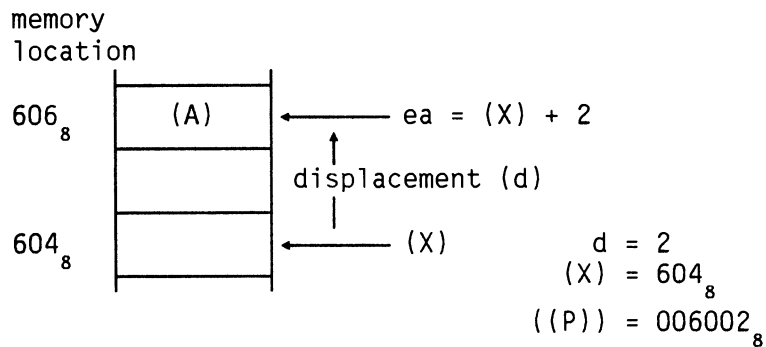 memory
location
606₈ (A) ea = (X) + 2
displacement (d)
604₈ (X) d = 2
(X) = 604₈
((P)) = 006002₈